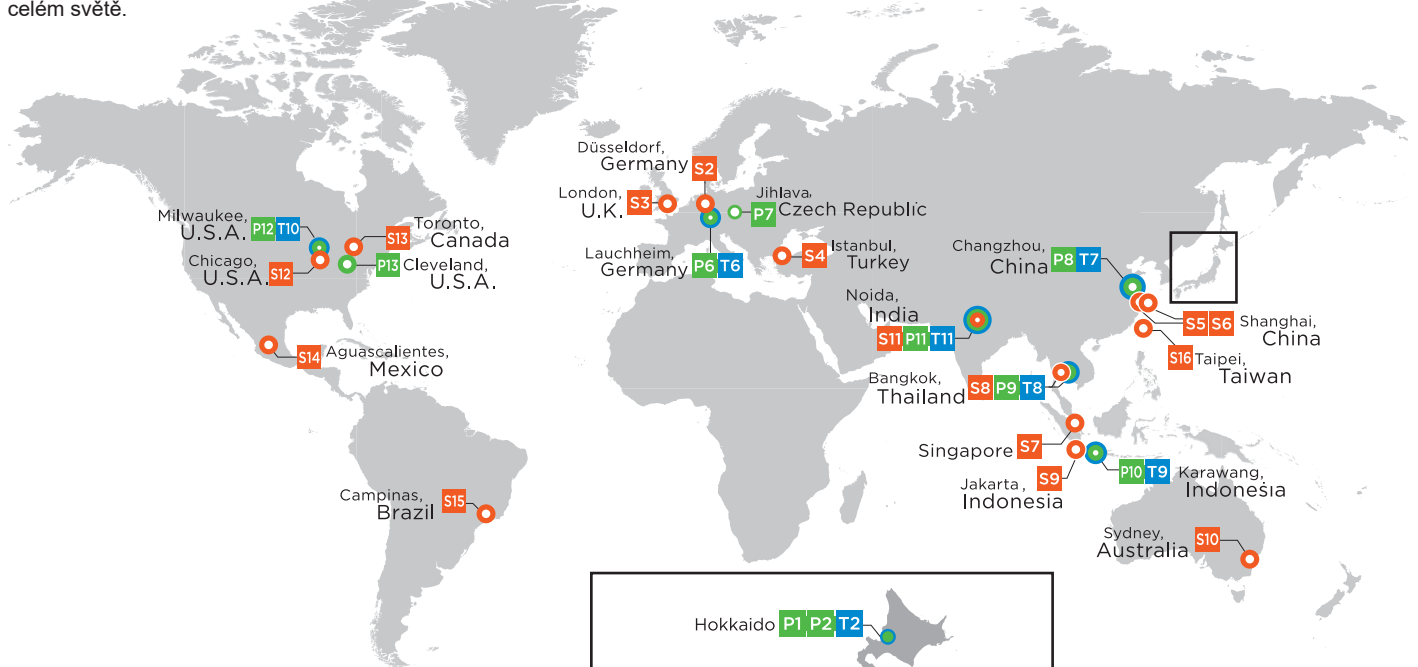 celém světě.
Düsseldorf,
Germany S2
London,
U.K. S3
Jihlava,
P7 Czech Republic
Milwaukee,
U.S.A. P12 T10
Toronto,
S13 Canada
Chicago,
U.S.A. S12
P13 Cleveland,
U.S.A.
Lauchheim,
Germany P6 T6
Istanbul,
S4 Turkey
Changzhou,
China P8 T7
Noida,
India
S11 P11 T11
S5 S6 Shanghai,
China
S14 Aguascalientes,
Mexico
S16 Taipei,
Taiwan
Bangkok,
Thailand S8 P9 T8
Singapore S7
Jakarta,
Indonesia S9
P10 T9 Karawang,
Indonesia
Campinas,
Brazil S15
Sydney,
Australia S10
Hokkaido P1 P2 T2